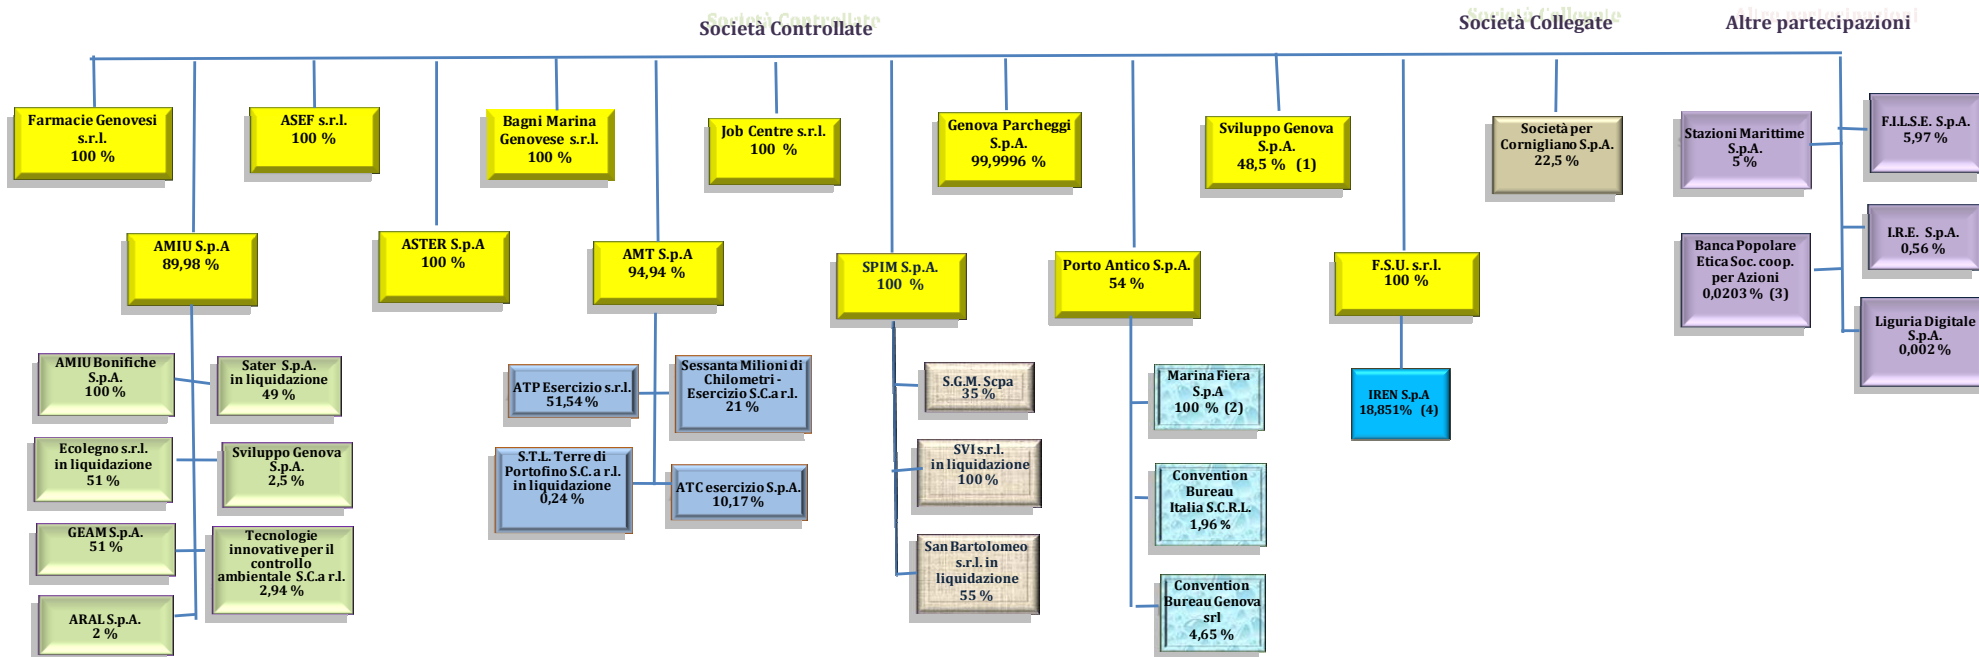 Società Controllate
Società Collegate
Altre partecipazioni
Farmacie Genovesi
s.r.l.
100 %
ASEF s.r.l.
100 %
Bagni Marina
Genovese s.r.l.
100 %
Job Centre s.r.l.
100 %
Genova Parcheggi
S.p.A.
99,9996 %
Sviluppo Genova
S.p.A.
48,5 % (1)
Società per
Cornigliano S.p.A.
22,5 %
Stazioni Marittime
S.p.A.
5 %
F.I.L.S.E. S.p.A.
5,97 %
AMIU S.p.A
89,98 %
ASTER S.p.A
100 %
AMT S.p.A
94,94 %
SPIM S.p.A.
100 %
Porto Antico S.p.A.
54 %
F.S.U. s.r.l.
100 %
Banca Popolare
Etica Soc. coop.
per Azioni
0,0203 % (3)
I.R.E. S.p.A.
0,56 %
Liguria Digitale
S.p.A.
0,002 %
AMIU Bonifiche
S.p.A.
100 %
Sater S.p.A.
in liquidazione
49 %
Ecolegno s.r.l.
in liquidazione
51 %
Sviluppo Genova
S.p.A.
2,5 %
GEAM S.p.A.
51 %
Tecnologie
innovative per il
controllo
ambientale S.C.a r.l.
2,94 %
ARAL S.p.A.
2 %
ATP Esercizio s.r.l.
51,54 %
Sessanta Milioni di
Chilometri -
Esercizio S.C.a r.l.
21 %
S.T.L. Terre di
Portofino S.C. a r.l.
in liquidazione
0,24 %
ATC esercizio S.p.A.
10,17 %
S.G.M. Scpa
35 %
SVI s.r.l.
in liquidazione
100 %
San Bartolomeo
s.r.l. in
liquidazione
55 %
Marina Fiera
S.p.A
100 % (2)
Convention
Bureau
Italia S.C.R.L.
1,96 %
Convention
Bureau Genova
srl
4,65 %
IREN S.p.A
18,851% (4)